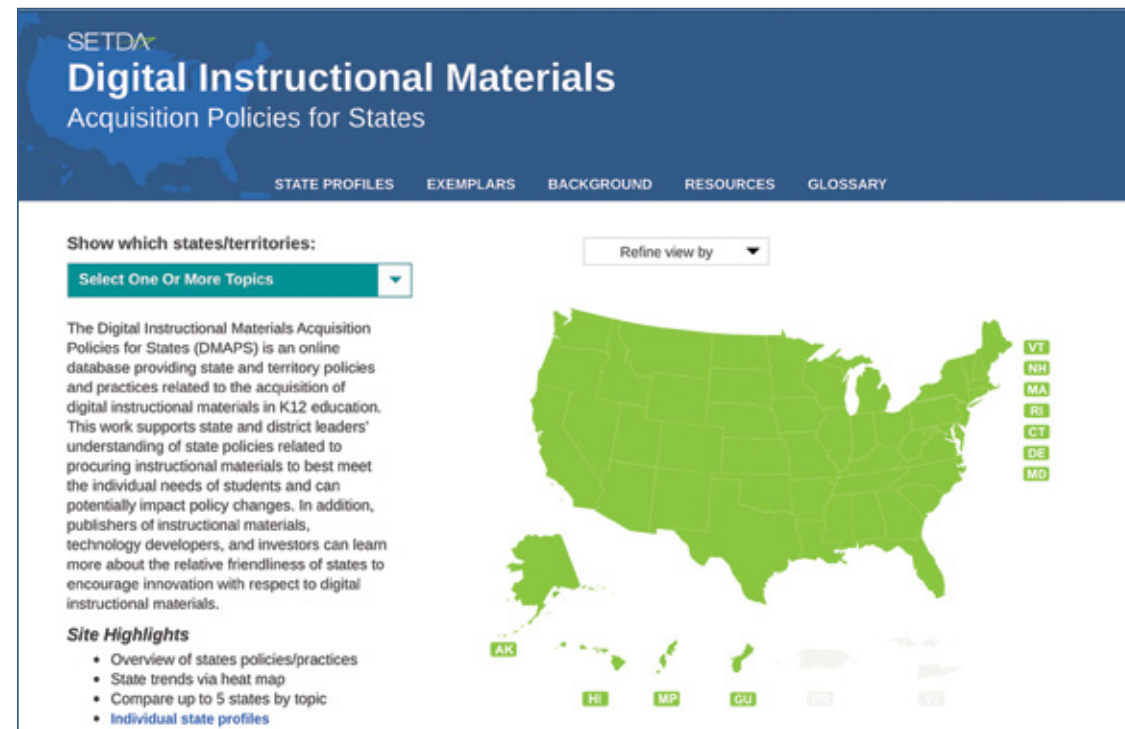 SETDA
Digital Instructional Materials
Acquisition Policies for States
STATE PROFILES EXEMPLARS BACKGROUND RESOURCES GLOSSARY
Show which states/territories:
Select One Or More Topics
Refine view by
The Digital Instructional Materials Acquisition
Policies for States (DMAPS) is an online
database providing state and territory policies
and practices related to the acquisition of
digital instructional materials in K12 education.
This work supports state and district leaders'
understanding of state policies related to
procuring instructional materials to best meet
the individual needs of students and can
potentially impact policy changes. In addition,
publishers of instructional materials,
technology developers, and investors can learn
more about the relative friendliness of states to
encourage innovation with respect to digital
instructional materials.
Site Highlights
• Overview of states policies/practices
• State trends via heat map
• Compare up to 5 states by topic
• Individual state profiles
VT
NH
MA
RI
CT
DE
MD
AK
HI MP GU PR VI